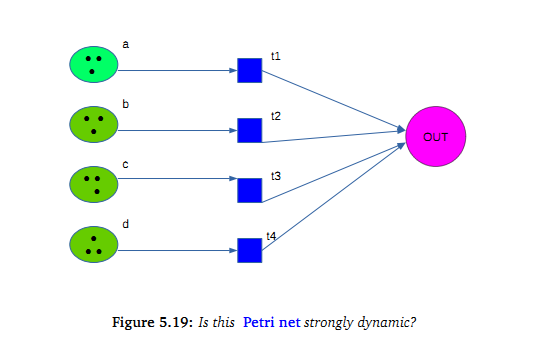 a
t1
b
t2
OUT
c
t3
d
t4
Figure 5.19: Is this Petri net strongly dynamic?